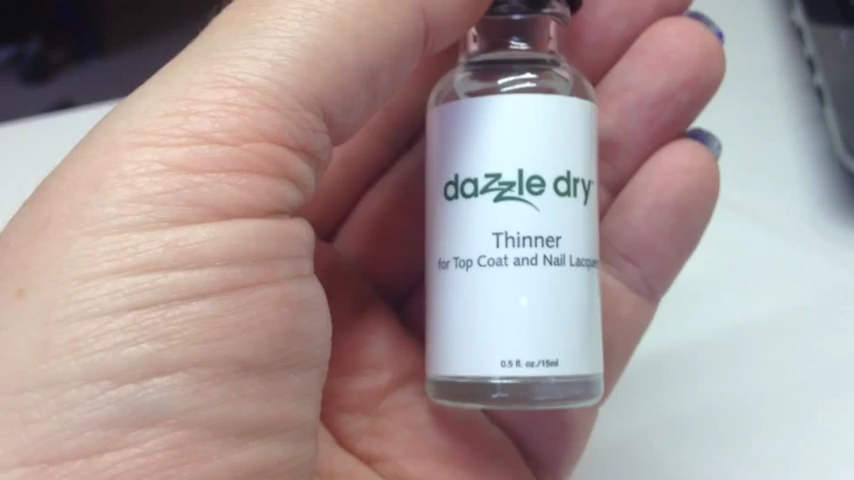 dazzle dry
Thinner
for Top Coat and Nail Lacquer
0.5 fl. oz./15ml